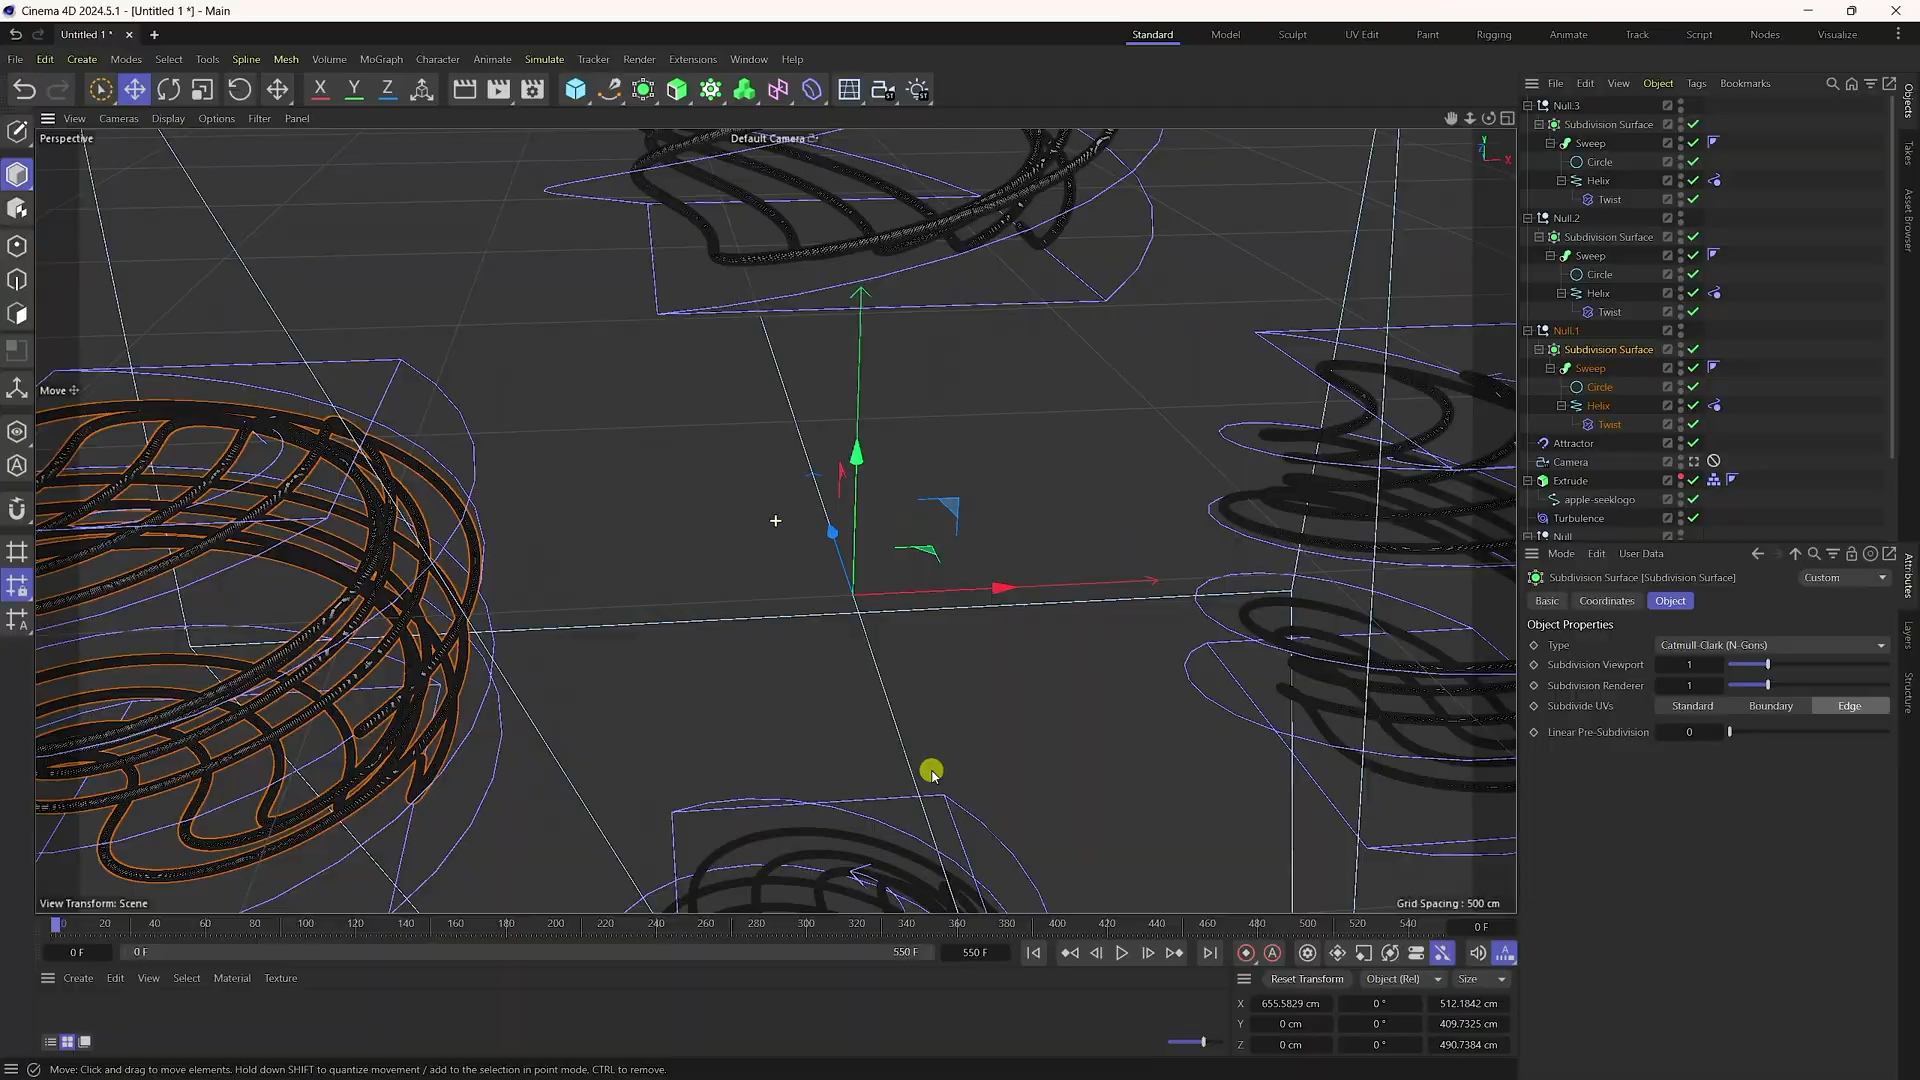 Cinema 4D 2024.5.1 - [Untitled 1 *] - Main
Untitled 1 *
Standard Model Sculpt UV Edit Paint Rigging Animate Track Script Nodes Visualize
File Edit Create Modes Select Tools Spline Mesh Volume MoGraph Character Animate Simulate Tracker Render Extensions Window Help
File Edit View Object Tags Bookmarks
X Y Z
View Cameras Display Options Filter Panel
Perspective
Default Camera
Y
Z
X
Move
View Transform: Scene
Grid Spacing : 500 cm
Null.3
Subdivision Surface
Sweep
Circle
Helix
Twist
Null.2
Subdivision Surface
Sweep
Circle
Helix
Twist
Null.1
Subdivision Surface
Sweep
Circle
Helix
Twist
Attractor
Camera
Extrude
apple-seeklogo
Turbulence
Null
Objects
Takes
Asset Browser
Mode Edit User Data
Subdivision Surface [Subdivision Surface]
Custom
Basic Coordinates Object
Object Properties
Type Catmull-Clark (N-Gons)
Subdivision Viewport 1
Subdivision Renderer 1
Subdivide UVs Standard Boundary Edge
Linear Pre-Subdivision 0
Attributes
Layers
Structure
0 20 40 60 80 100 120 140 160 180 200 220 240 260 280 300 320 340 360 380 400 420 440 460 480 500 520 540
0 F
0 F 0 F 550 F 550 F
Create Edit View Select Material Texture
Reset Transform Object (Rel) Size
X 655.5829 cm 0 ° 512.1842 cm
Y 0 cm 0 ° 409.7325 cm
Z 0 cm 0 ° 490.7384 cm
Move: Click and drag to move elements. Hold down SHIFT to quantize movement / add to the selection in point mode, CTRL to remove.